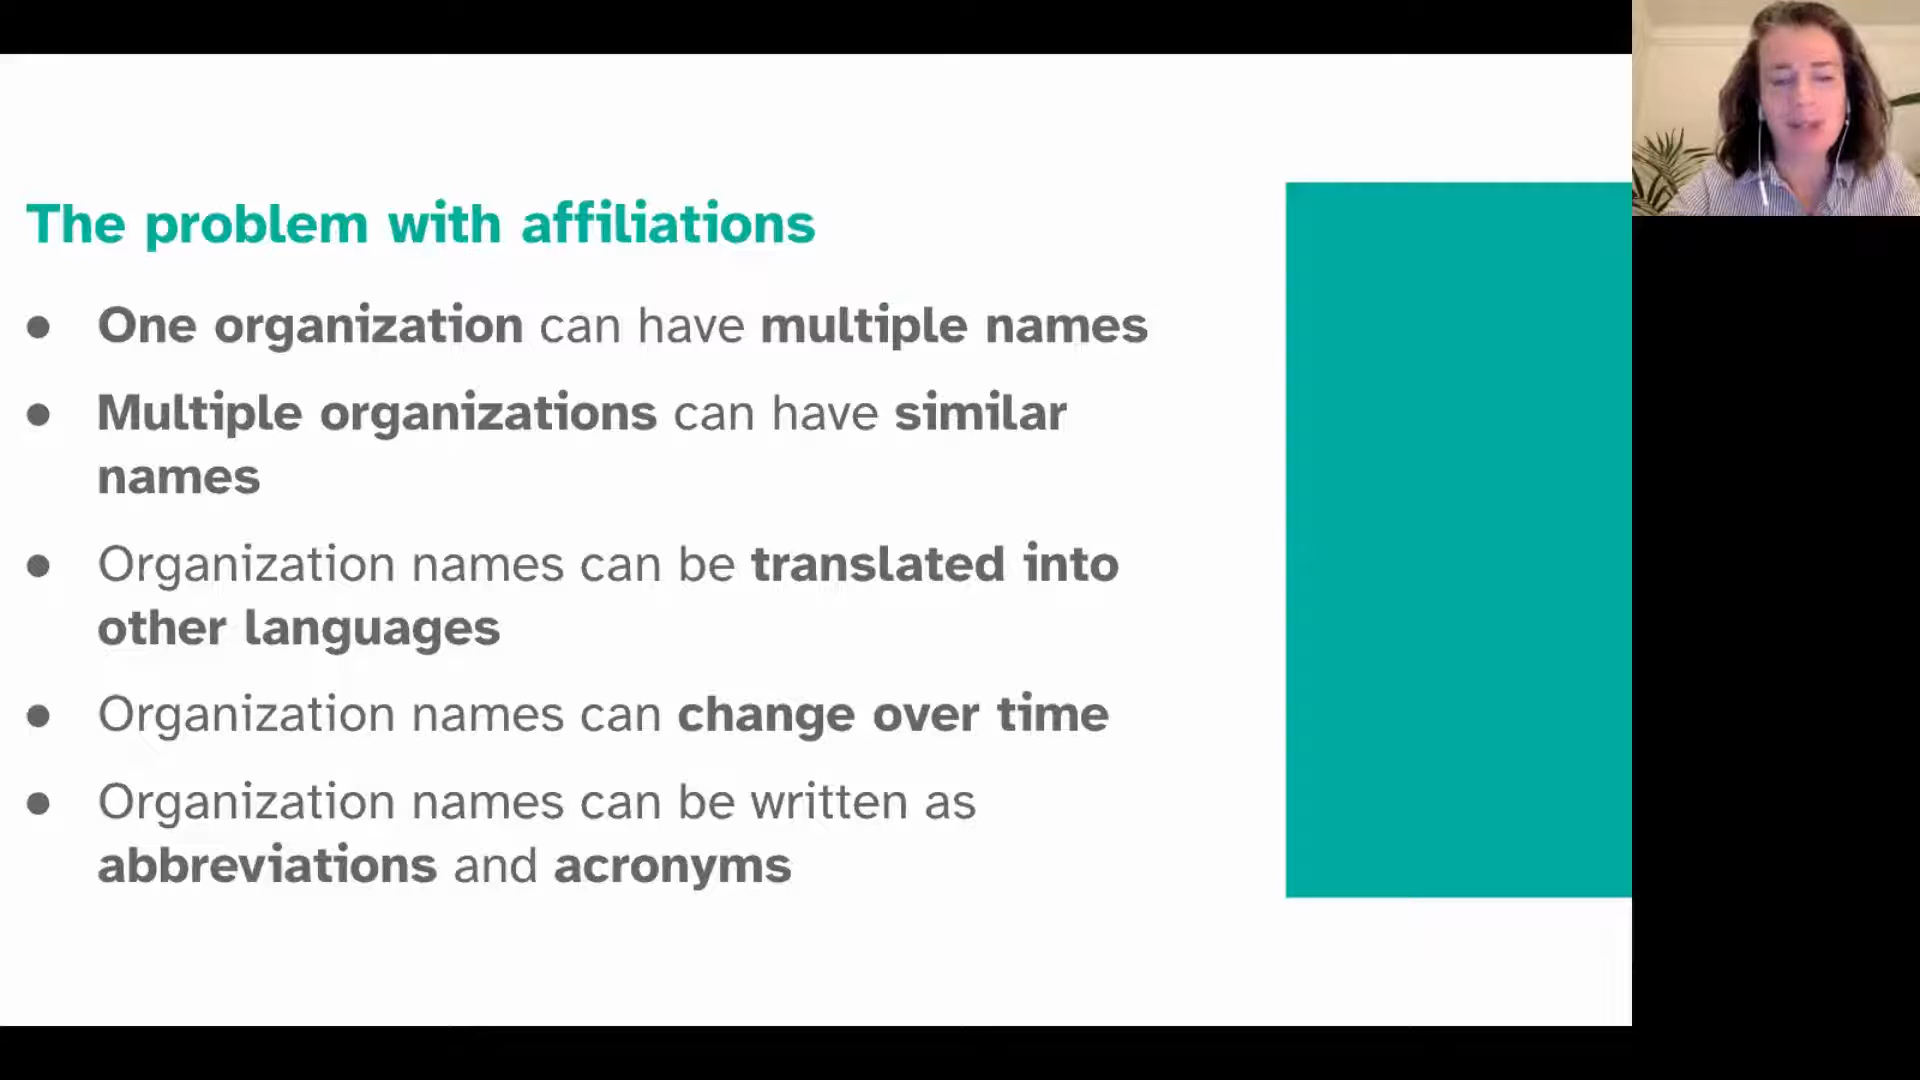 The problem with affiliations
● One organization can have multiple names
● Multiple organizations can have similar
names
● Organization names can be translated into
other languages
● Organization names can change over time
● Organization names can be written as
abbreviations and acronyms